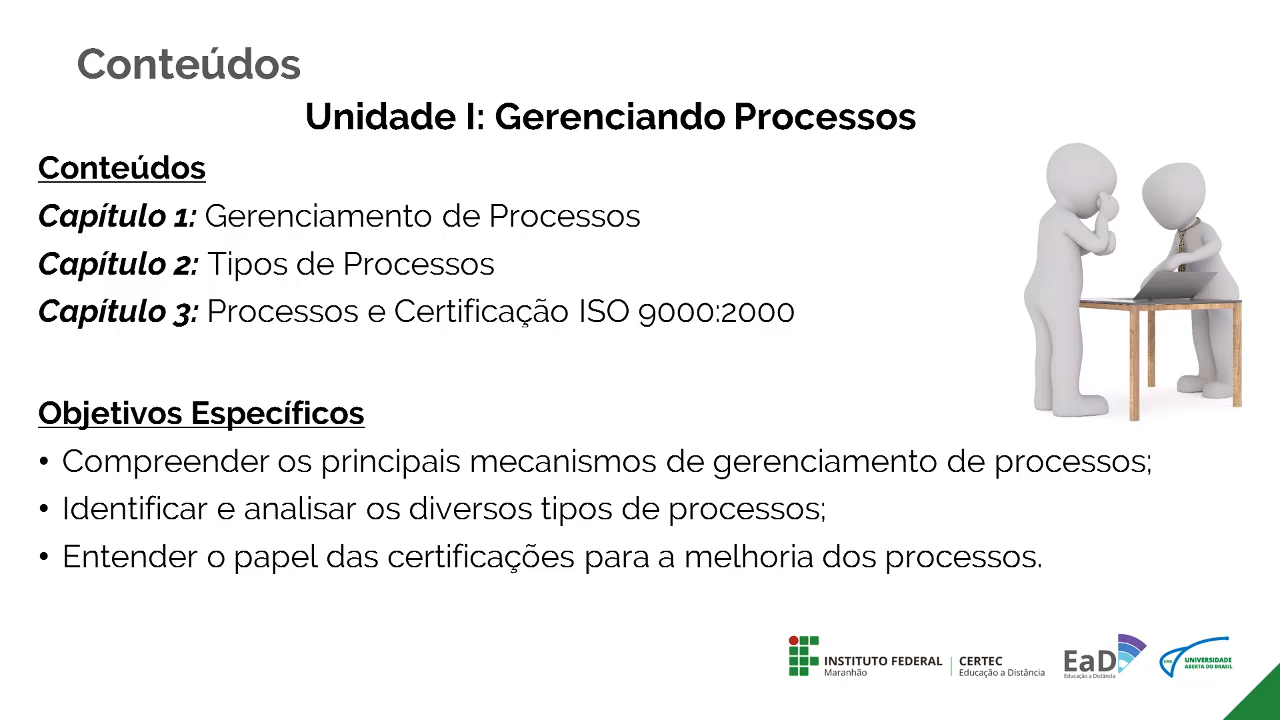 Conteúdos
Unidade I: Gerenciando Processos
Conteúdos
Capítulo 1: Gerenciamento de Processos
Capítulo 2: Tipos de Processos
Capítulo 3: Processos e Certificação ISO 9000:2000
Objetivos Específicos
• Compreender os principais mecanismos de gerenciamento de processos;
• Identificar e analisar os diversos tipos de processos;
• Entender o papel das certificações para a melhoria dos processos.
INSTITUTO FEDERAL
Maranhão
CERTEC
Educação a Distância
EaD
Educação a Distância
UAB
UNIVERSIDADE
ABERTA DO BRASIL